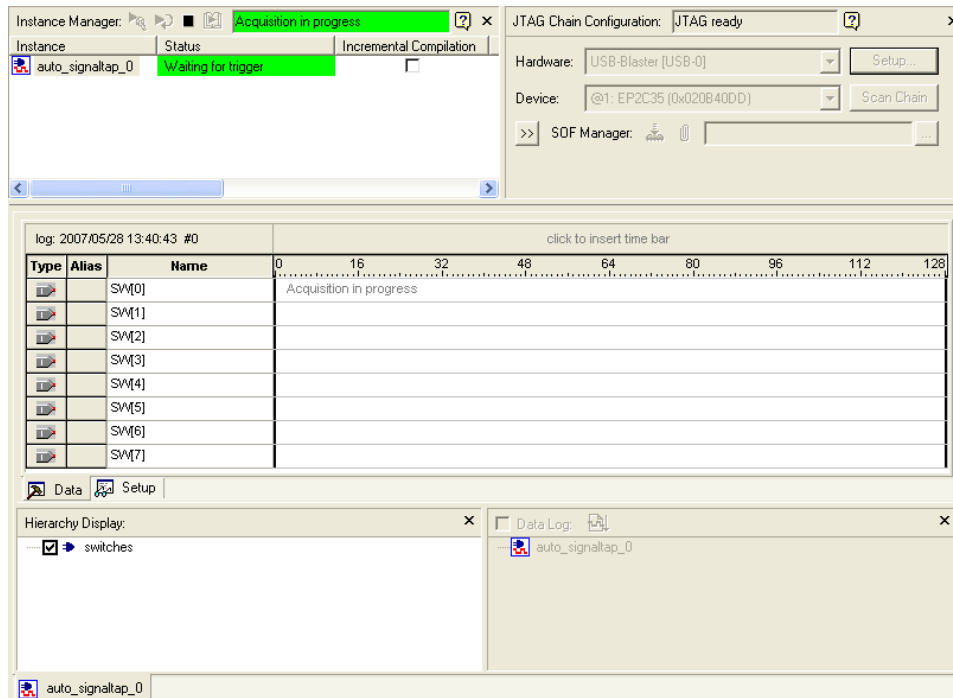 Instance Manager: Acquisition in progress
Instance Status Incremental Compilation
auto_signaltap_0 Waiting for trigger
JTAG Chain Configuration: JTAG ready
Hardware: USB-Blaster [USB-0] Setup...
Device: @1: EP2C35 (0x020B40DD) Scan Chain
>> SOF Manager: ...
log: 2007/05/28 13:40:43 #0 click to insert time bar
Type Alias Name 0 16 32 48 64 80 96 112 128
SW[0] Acquisition in progress
SW[1]
SW[2]
SW[3]
SW[4]
SW[5]
SW[6]
SW[7]
Data Setup
Hierarchy Display:
switches
Data Log:
auto_signaltap_0
auto_signaltap_0